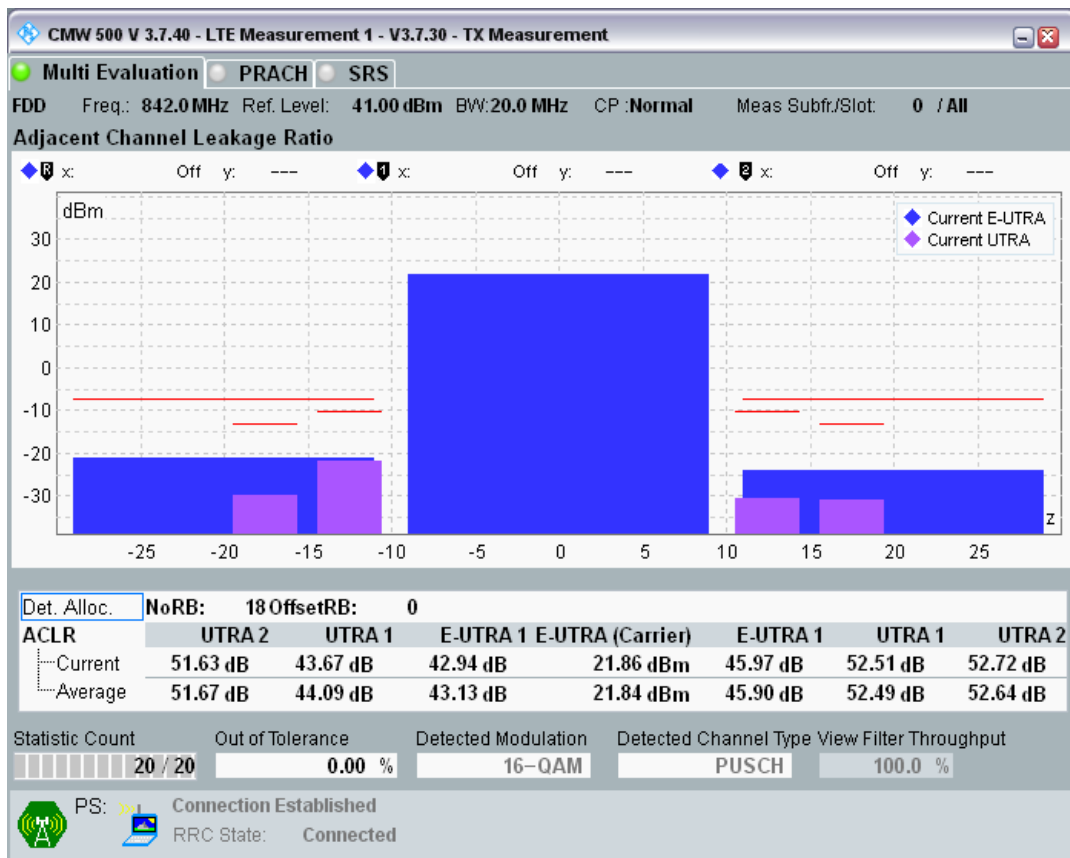 CMW 500 V 3.7.40 - LTE Measurement 1 - V3.7.30 - TX Measurement
Multi Evaluation PRACH SRS
FDD Freq.: 842.0 MHz Ref. Level: 41.00 dBm BW:20.0 MHz CP :Normal Meas Subfr./Slot: 0 / All
Adjacent Channel Leakage Ratio
R x: Off y: --- 1 x: Off y: --- 2 x: Off y: ---
dBm
Current E-UTRA
Current UTRA
30
20
10
0
-10
-20
-30
z
-25 -20 -15 -10 -5 0 5 10 15 20 25
Det. Alloc. NoRB: 18 OffsetRB: 0
ACLR UTRA 2 UTRA 1 E-UTRA 1 E-UTRA (Carrier) E-UTRA 1 UTRA 1 UTRA 2
Current 51.63 dB 43.67 dB 42.94 dB 21.86 dBm 45.97 dB 52.51 dB 52.72 dB
Average 51.67 dB 44.09 dB 43.13 dB 21.84 dBm 45.90 dB 52.49 dB 52.64 dB
Statistic Count Out of Tolerance Detected Modulation Detected Channel Type View Filter Throughput
20 / 20 0.00 % 16-QAM PUSCH 100.0 %
PS: Connection Established
RRC State: Connected